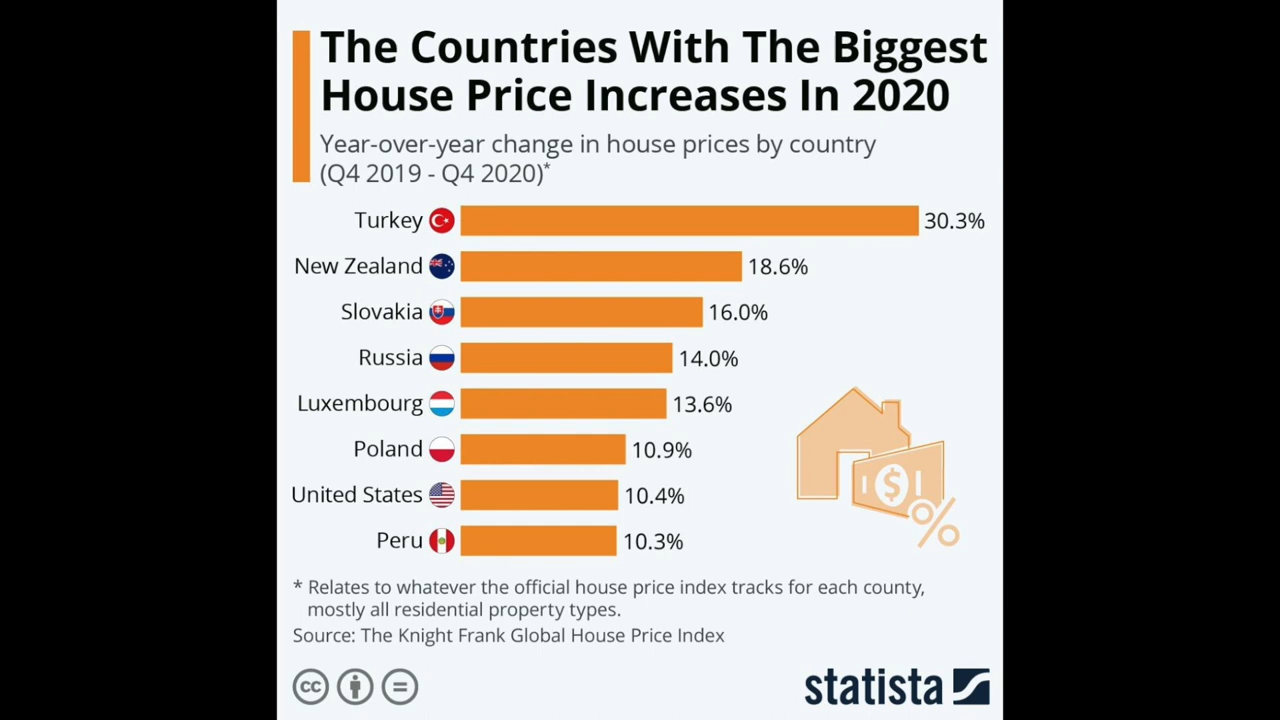 The Countries With The Biggest
House Price Increases In 2020
Year-over-year change in house prices by country
(Q4 2019 - Q4 2020)*
Turkey 30.3%
New Zealand 18.6%
Slovakia 16.0%
Russia 14.0%
Luxembourg 13.6%
Poland 10.9%
United States 10.4%
Peru 10.3%
$
%
* Relates to whatever the official house price index tracks for each county,
mostly all residential property types.
Source: The Knight Frank Global House Price Index
cc =
statista